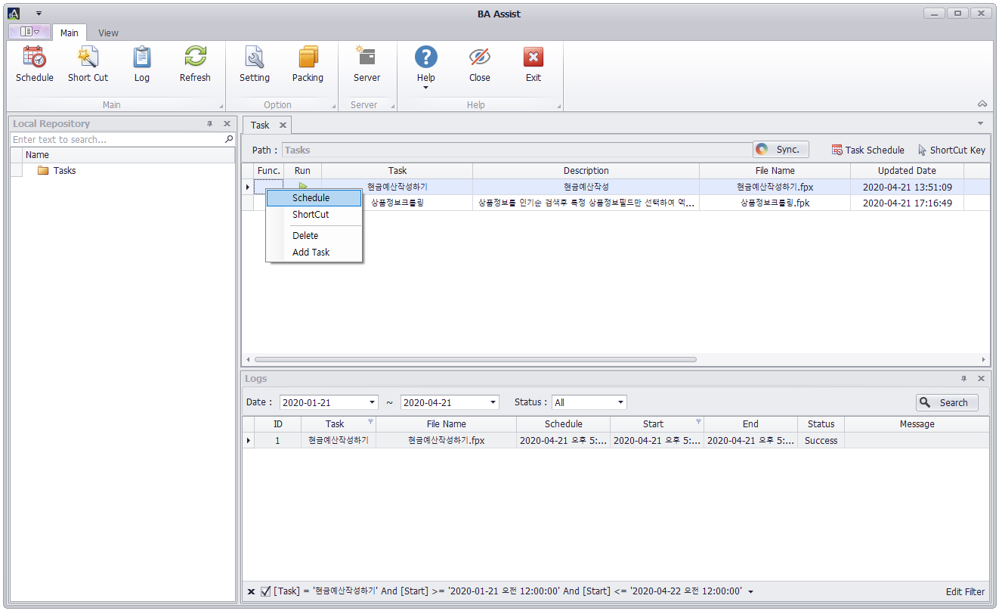 BA Assist
Main View
Schedule Short Cut Log Refresh Setting Packing Server Help Close Exit
Main Option Server Help
Local Repository
Enter text to search...
Name
Tasks
Task
Path : Tasks Sync. Task Schedule ShortCut Key
Func. Run Task Description File Name Updated Date
현금예산작성하기 현금예산작성 현금예산작성하기.fpx 2020-04-21 13:51:09
상품정보크롤링 상품정보를 인기순 검색후 특정 상품정보필드만 선택하여 엑... 상품정보크롤링.fpk 2020-04-21 17:16:49
Schedule
ShortCut
Delete
Add Task
Logs
Date : 2020-01-21 ~ 2020-04-21 Status : All Search
ID Task File Name Schedule Start End Status Message
1 현금예산작성하기 현금예산작성하기.fpx 2020-04-21 오후 5:... 2020-04-21 오후 5:... 2020-04-21 오후 5:... Success
[Task] = '현금예산작성하기' And [Start] >= '2020-01-21 오전 12:00:00' And [Start] <= '2020-04-22 오전 12:00:00' Edit Filter